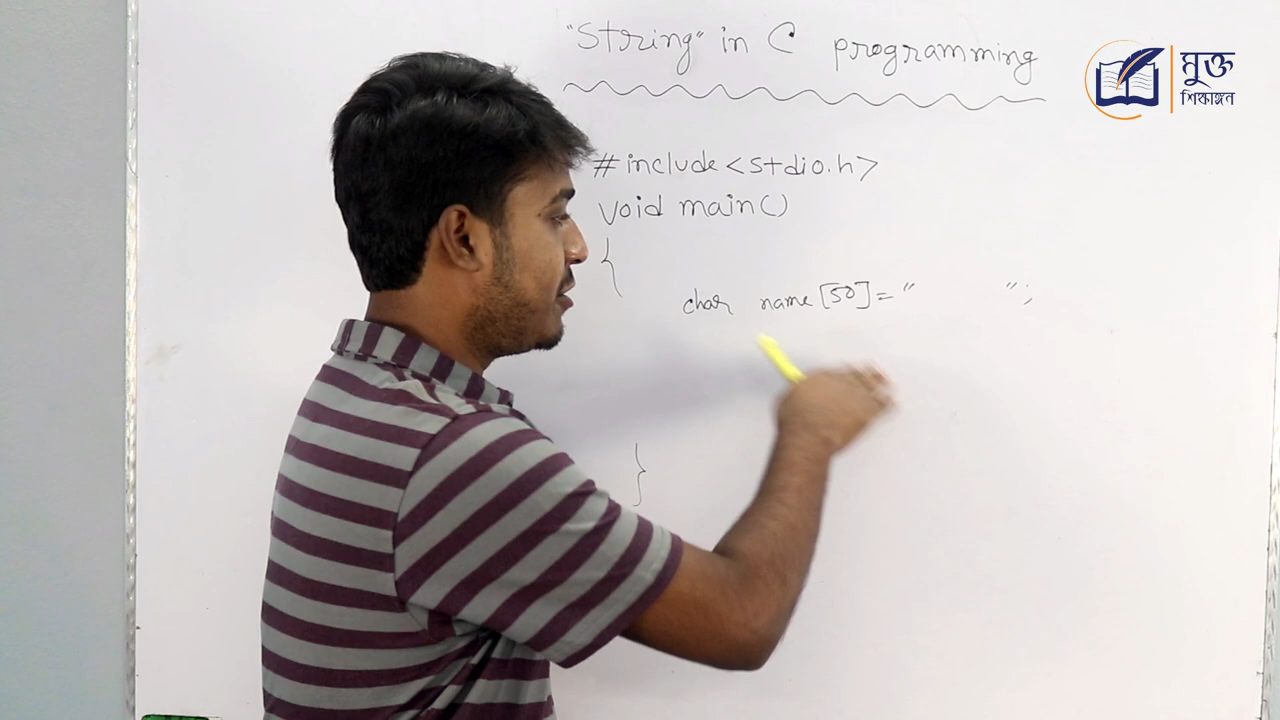 "String" in C programming
মুক্ত
শিক্ষাঙ্গন
#include<stdio.h>
void main()
{
char name[50]=" ";
}